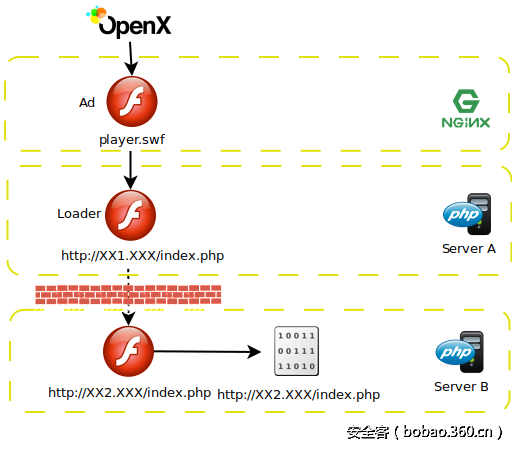 OpenX
Ad
player.swf
NGiNX
Loader
http://XX1.XXX/index.php
php
Server A
10011
00111
11010
php
http://XX2.XXX/index.php
http://XX2.XXX/index.php
Server B
安全客（bobao.360.cn）